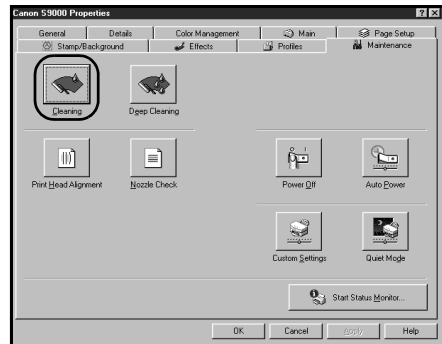 Canon S9000 Properties
General Details Color Management Main Page Setup
Stamp/Background Effects Profiles Maintenance
Cleaning Deep Cleaning
Print Head Alignment Nozzle Check Power Off Auto Power
Custom Settings Quiet Mode
Start Status Monitor...
OK Cancel Apply Help